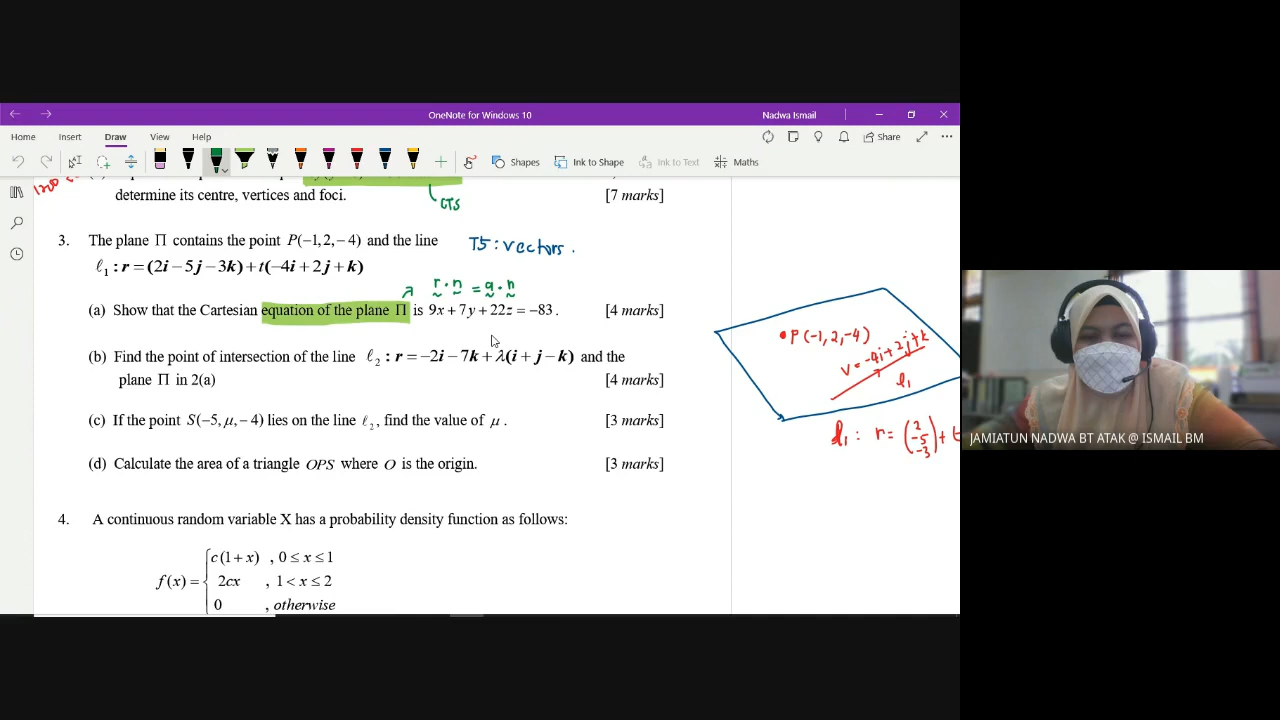 OneNote for Windows 10
Nadwa Ismail
Home Insert Draw View Help
Share
Shapes Ink to Shape Ink to Text Maths
determine its centre, vertices and foci. [7 marks]
CTS
3. The plane Π contains the point P(−1, 2, −4) and the line
T5 : vectors.
ℓ₁ : r = (2i − 5j − 3k) + t(−4i + 2j + k)
r · n = a · n
(a) Show that the Cartesian equation of the plane Π is 9x + 7y + 22z = −83. [4 marks]
(b) Find the point of intersection of the line ℓ₂ : r = −2i − 7k + λ(i + j − k) and the
plane Π in 2(a) [4 marks]
(c) If the point S(−5, μ, −4) lies on the line ℓ₂, find the value of μ. [3 marks]
(d) Calculate the area of a triangle OPS where O is the origin. [3 marks]
4. A continuous random variable X has a probability density function as follows:
f(x) = { c(1 + x) , 0 ≤ x ≤ 1
2cx , 1 < x ≤ 2
0 , otherwise
P(−1, 2, −4)
v = −4i + 2j + k
ℓ₁
ℓ₁ : r = (2 −5 −3) + t
JAMIATUN NADWA BT ATAK @ ISMAIL BM